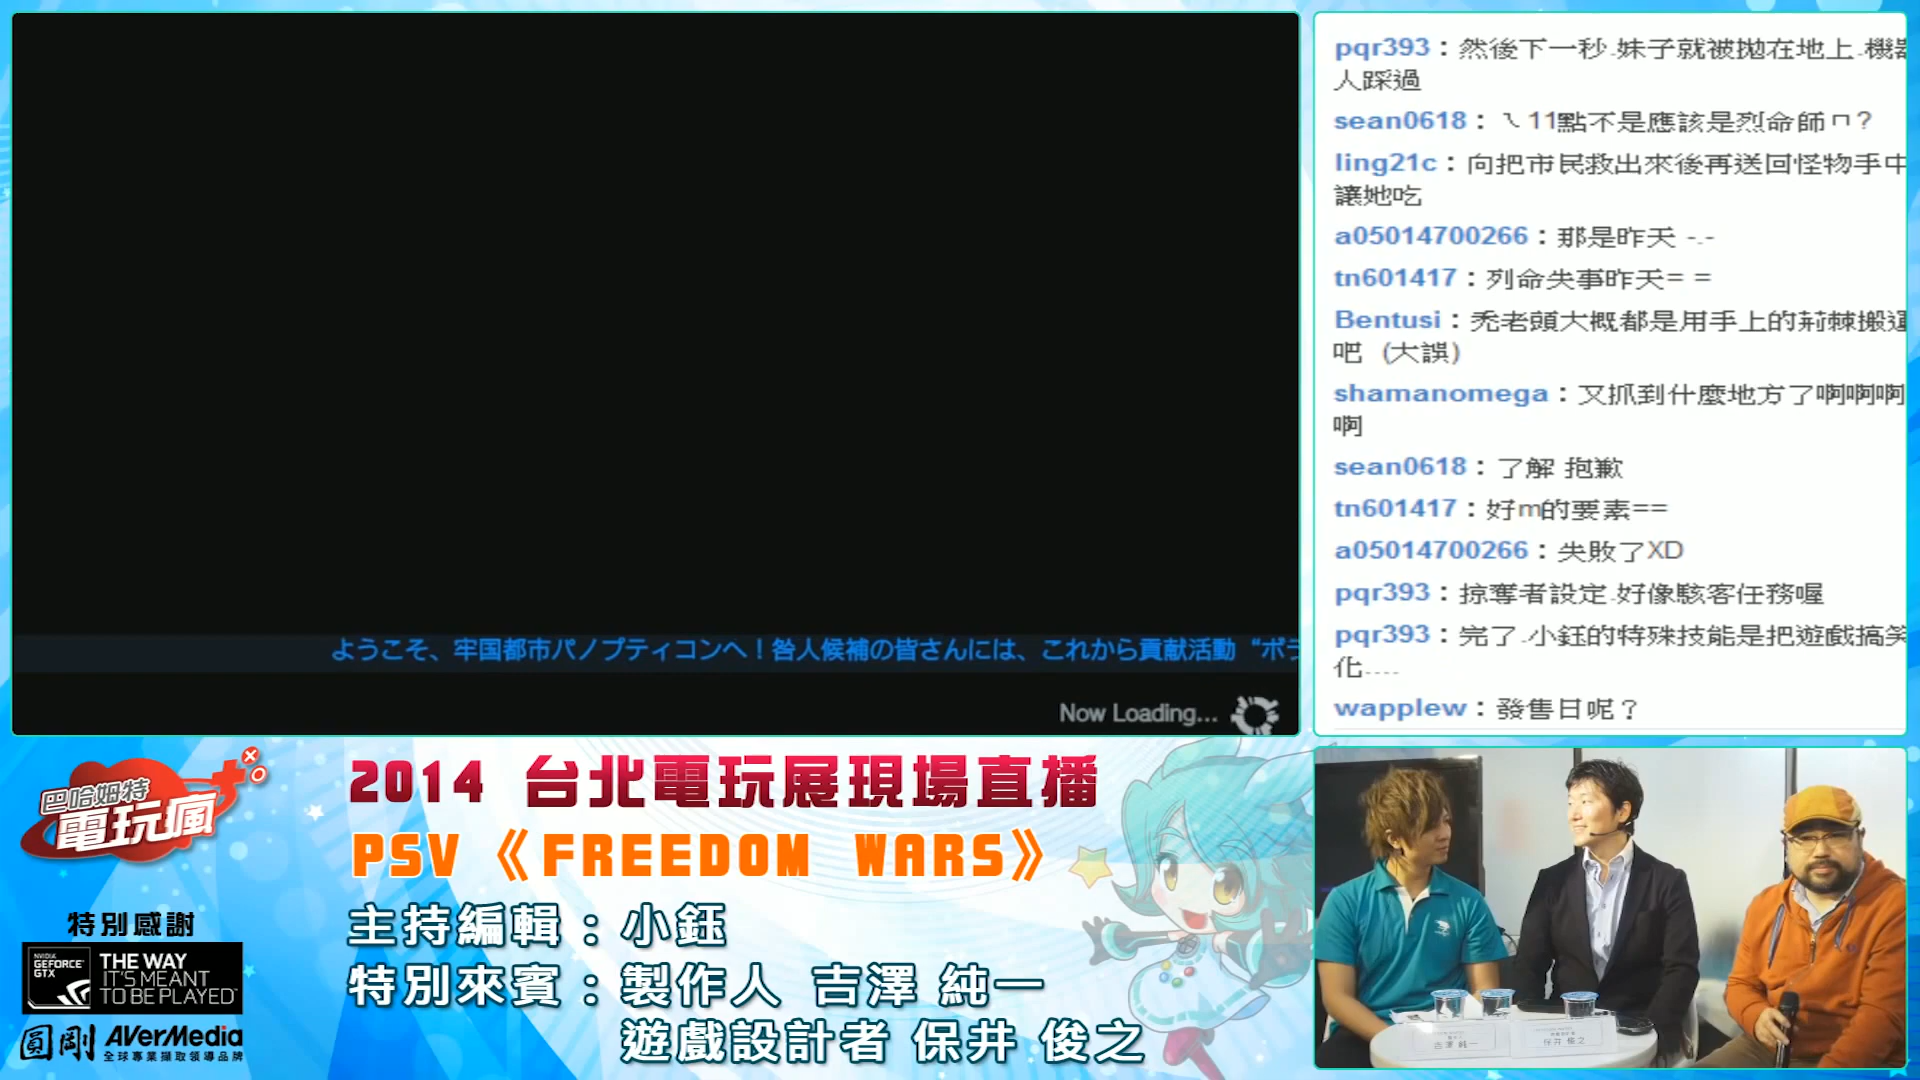 ようこそ、牢国都市パノプティコンへ！咎人候補の皆さんには、これから貢献活動 “ボラ
Now Loading...
pqr393：然後下一秒.妹子就被拋在地上.機器
人踩過
sean0618：ㄟ11點不是應該是烈命師ㄇ?
ling21c：向把市民救出來後再送回怪物手中
讓她吃
a05014700266：那是昨天 -.-
tn601417：列命失事昨天= =
Bentusi：禿老頭大概都是用手上的荊棘搬運
吧 (大誤)
shamanomega：又抓到什麼地方了啊啊啊
啊
sean0618：了解 抱歉
tn601417：好m的要素==
a05014700266：失敗了XD
pqr393：掠奪者設定.好像駭客任務喔
pqr393：完了.小鈺的特殊技能是把遊戲搞笑
化....
wapplew：發售日呢？
巴哈姆特
電玩瘋
2014 台北電玩展現場直播
PSV《FREEDOM WARS》
主持編輯：小鈺
特別來賓：製作人 吉澤 純一
遊戲設計者 保井 俊之
特別感謝
NVIDIA
GEFORCE
GTX
THE WAY
IT'S MEANT
TO BE PLAYED
圓剛 AVerMedia
全球專業擷取領導品牌
吉澤 純一
保井 俊之